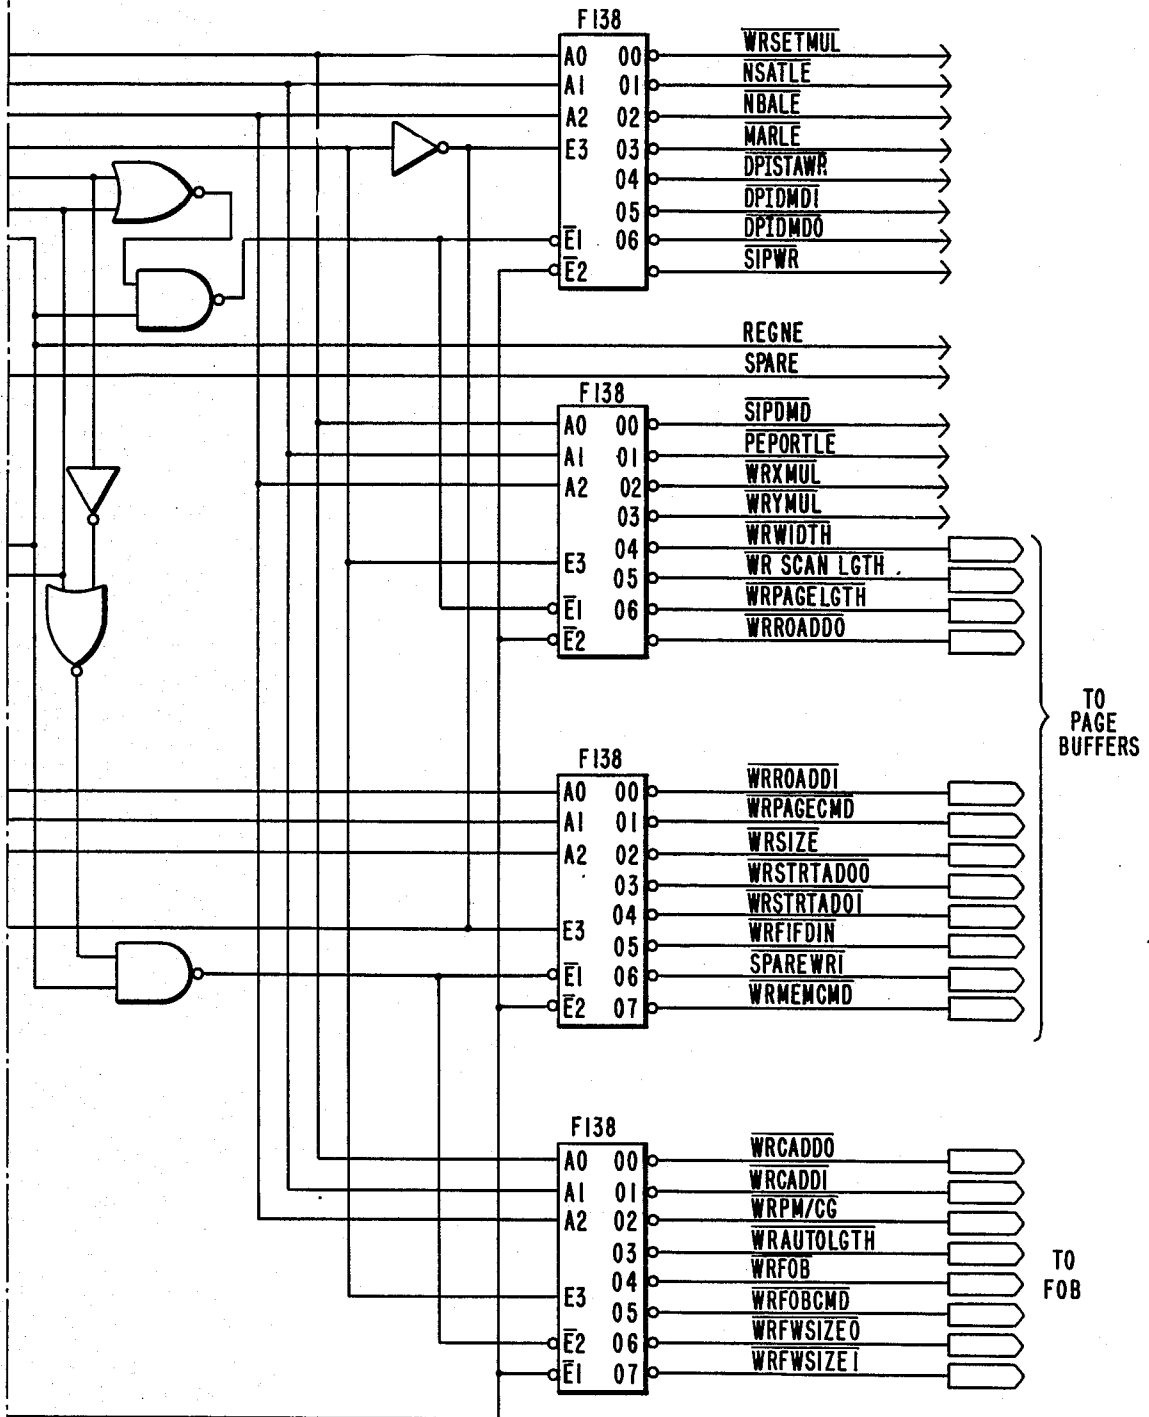 F138
A0 00 WRSETMUL
A1 01 NSATLE
A2 02 NBALE
E3 03 MARLE
04 DPISTAWR
05 DPIDMDI
E1 06 DPIDMDO
E2 SIPWR
REGNE
SPARE
F138
A0 00 SIPDMD
A1 01 PEPORTLE
A2 02 WRXMUL
03 WRYMUL
04 WRWIDTH
E3 05 WR SCAN LGTH
E1 06 WRPAGELGTH
E2 WRROADDO
TO
PAGE
BUFFERS
F138
A0 00 WRROADDI
A1 01 WRPAGECMD
A2 02 WRSIZE
03 WRSTRTADOO
04 WRSTRTADOI
E3 05 WRFIFDIN
E1 06 SPAREWRI
E2 07 WRMEMCMD
F138
A0 00 WRCADDO
A1 01 WRCADDI
A2 02 WRPM/CG
03 WRAUTOLGTH
04 WRFOB
E3 05 WRFOBCMD
E2 06 WRFWSIZEO
E1 07 WRFWSIZEI
TO
FOB